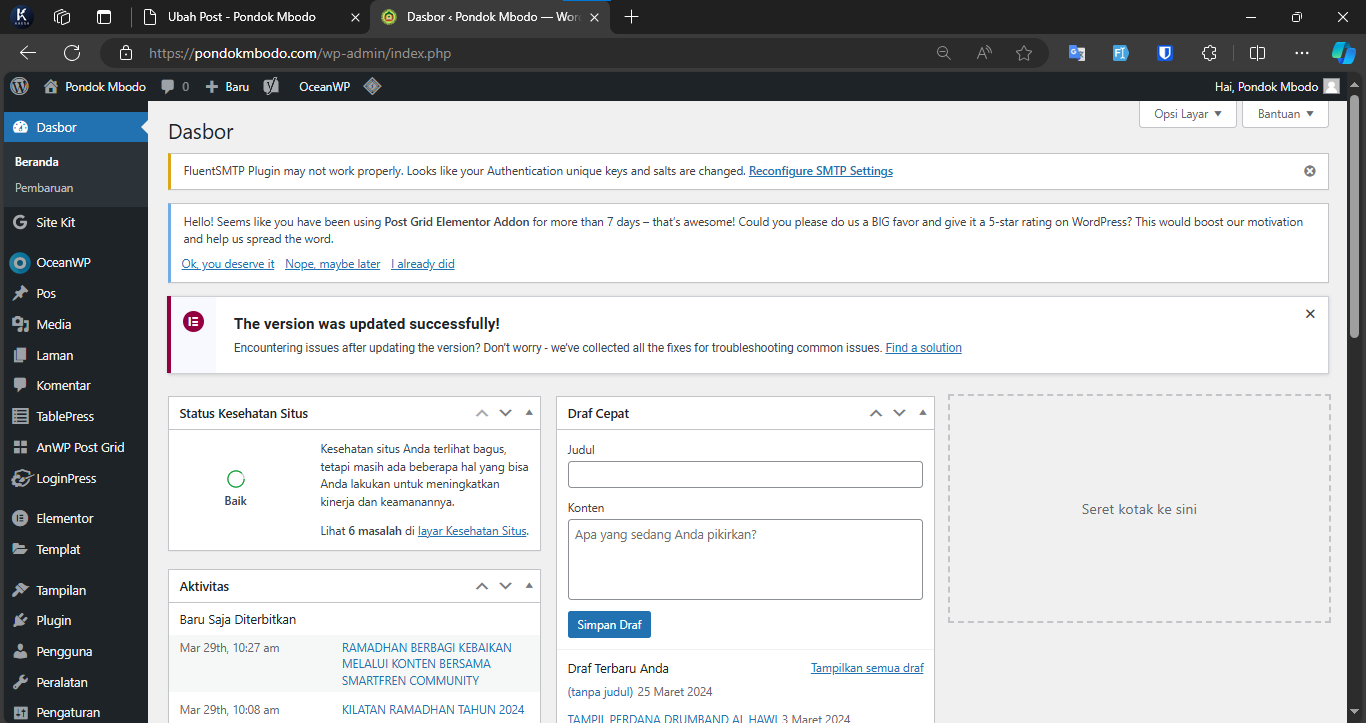 Ubah Post - Pondok Mbodo
Dasbor ‹ Pondok Mbodo — Wor
https://pondokmbodo.com/wp-admin/index.php
Pondok Mbodo
0
Baru
OceanWP
Hai, Pondok Mbodo
Dasbor
Beranda
Pembaruan
Site Kit
OceanWP
Pos
Media
Laman
Komentar
TablePress
AnWP Post Grid
LoginPress
Elementor
Templat
Tampilan
Plugin
Pengguna
Peralatan
Pengaturan
Opsi Layar
Bantuan
Dasbor
FluentSMTP Plugin may not work properly. Looks like your Authentication unique keys and salts are changed. Reconfigure SMTP Settings
Hello! Seems like you have been using Post Grid Elementor Addon for more than 7 days – that's awesome! Could you please do us a BIG favor and give it a 5-star rating on WordPress? This would boost our motivation
and help us spread the word.
Ok, you deserve it Nope, maybe later I already did
The version was updated successfully!
Encountering issues after updating the version? Don't worry - we've collected all the fixes for troubleshooting common issues. Find a solution
Status Kesehatan Situs
Baik
Kesehatan situs Anda terlihat bagus,
tetapi masih ada beberapa hal yang bisa
Anda lakukan untuk meningkatkan
kinerja dan keamanannya.
Lihat 6 masalah di layar Kesehatan Situs.
Aktivitas
Baru Saja Diterbitkan
Mar 29th, 10:27 am
RAMADHAN BERBAGI KEBAIKAN
MELALUI KONTEN BERSAMA
SMARTFREN COMMUNITY
Mar 29th, 10:08 am
KILATAN RAMADHAN TAHUN 2024
Draf Cepat
Judul
Konten
Apa yang sedang Anda pikirkan?
Simpan Draf
Draf Terbaru Anda
Tampilkan semua draf
(tanpa judul) 25 Maret 2024
TAMPIL PERDANA DRUMBAND AL HAWI 3 Maret 2024
Seret kotak ke sini